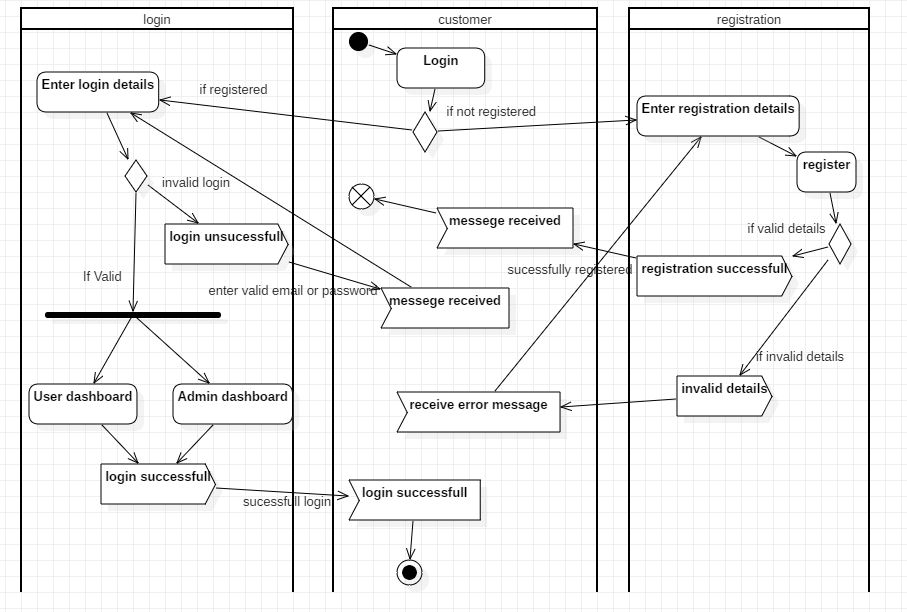 login
customer
registration
Login
Enter login details
if registered
if not registered
Enter registration details
register
invalid login
messege received
if valid details
login unsucessfull
sucessfully registered
registration successfull
If Valid
enter valid email or password
messege received
if invalid details
User dashboard
Admin dashboard
receive error message
invalid details
login successfull
sucessfull login
login successfull